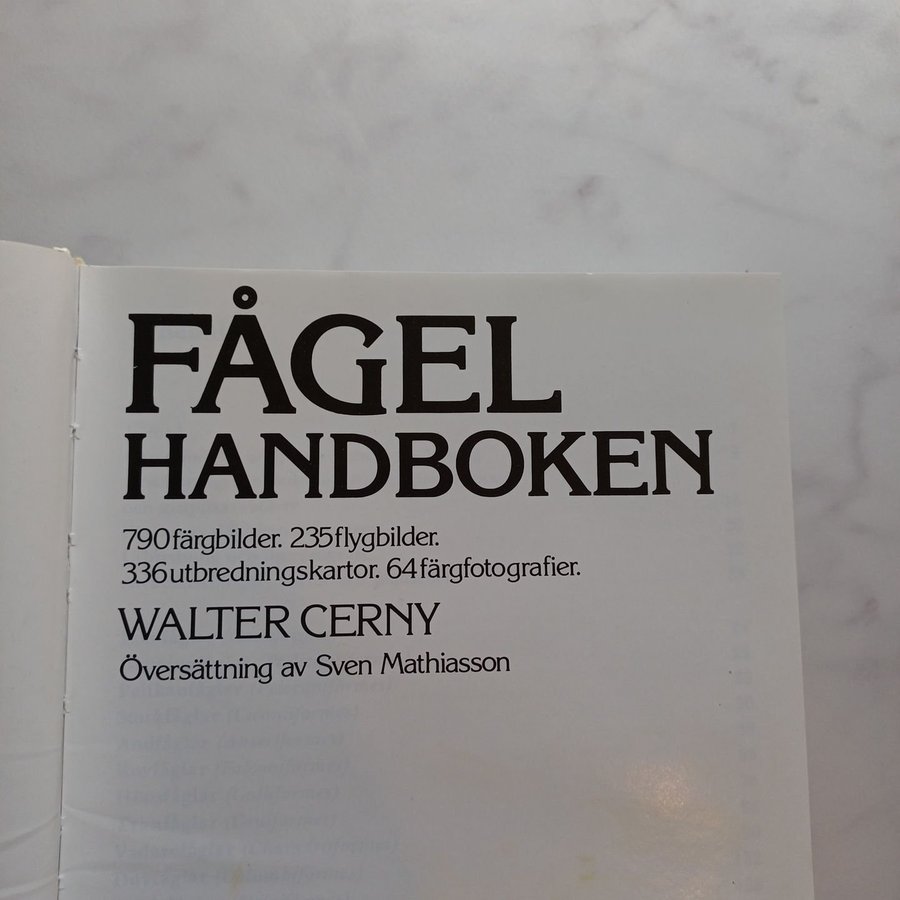 FÅGEL
HANDBOKEN
790 färgbilder. 235 flygbilder.
336 utbredningskartor. 64 färgfotografier.
WALTER CERNY
Översättning av Sven Mathiasson